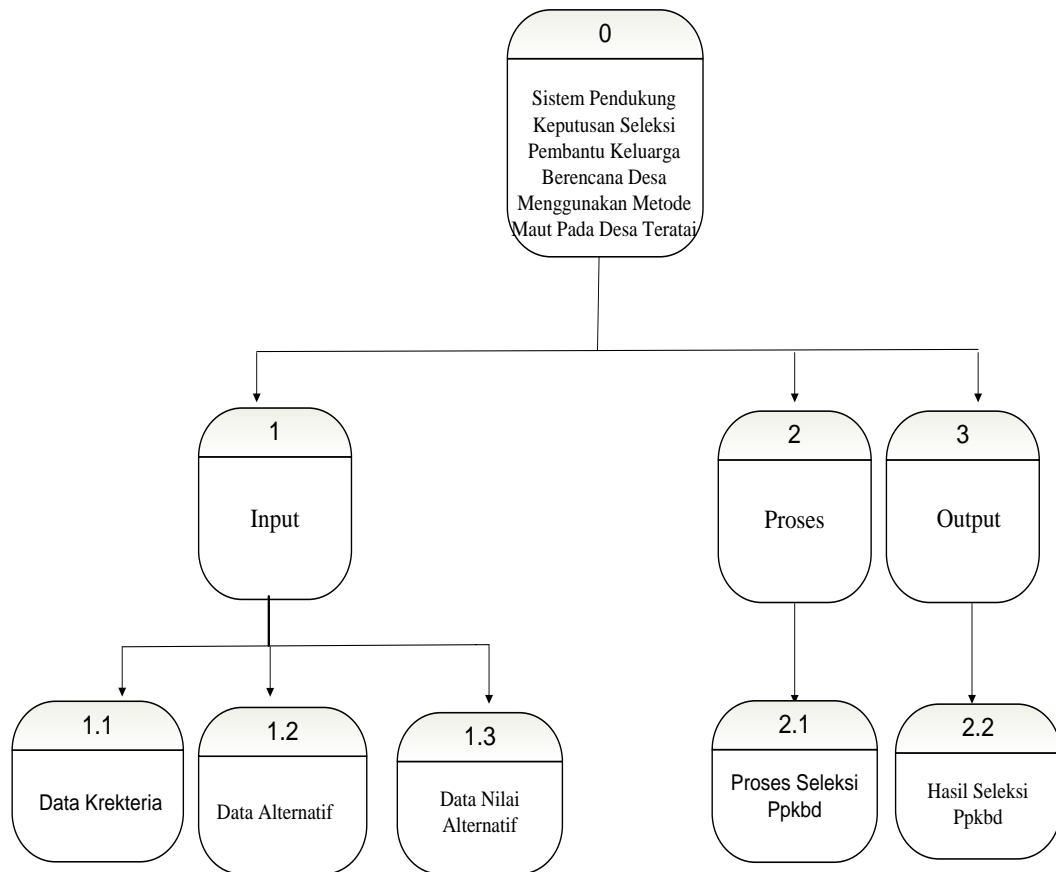 0
Sistem Pendukung
Keputusan Seleksi
Pembantu Keluarga
Berencana Desa
Menggunakan Metode
Maut Pada Desa Teratai
1
Input
2
Proses
3
Output
1.1
Data Krekteria
1.2
Data Alternatif
1.3
Data Nilai
Alternatif
2.1
Proses Seleksi
Ppkbd
2.2
Hasil Seleksi
Ppkbd